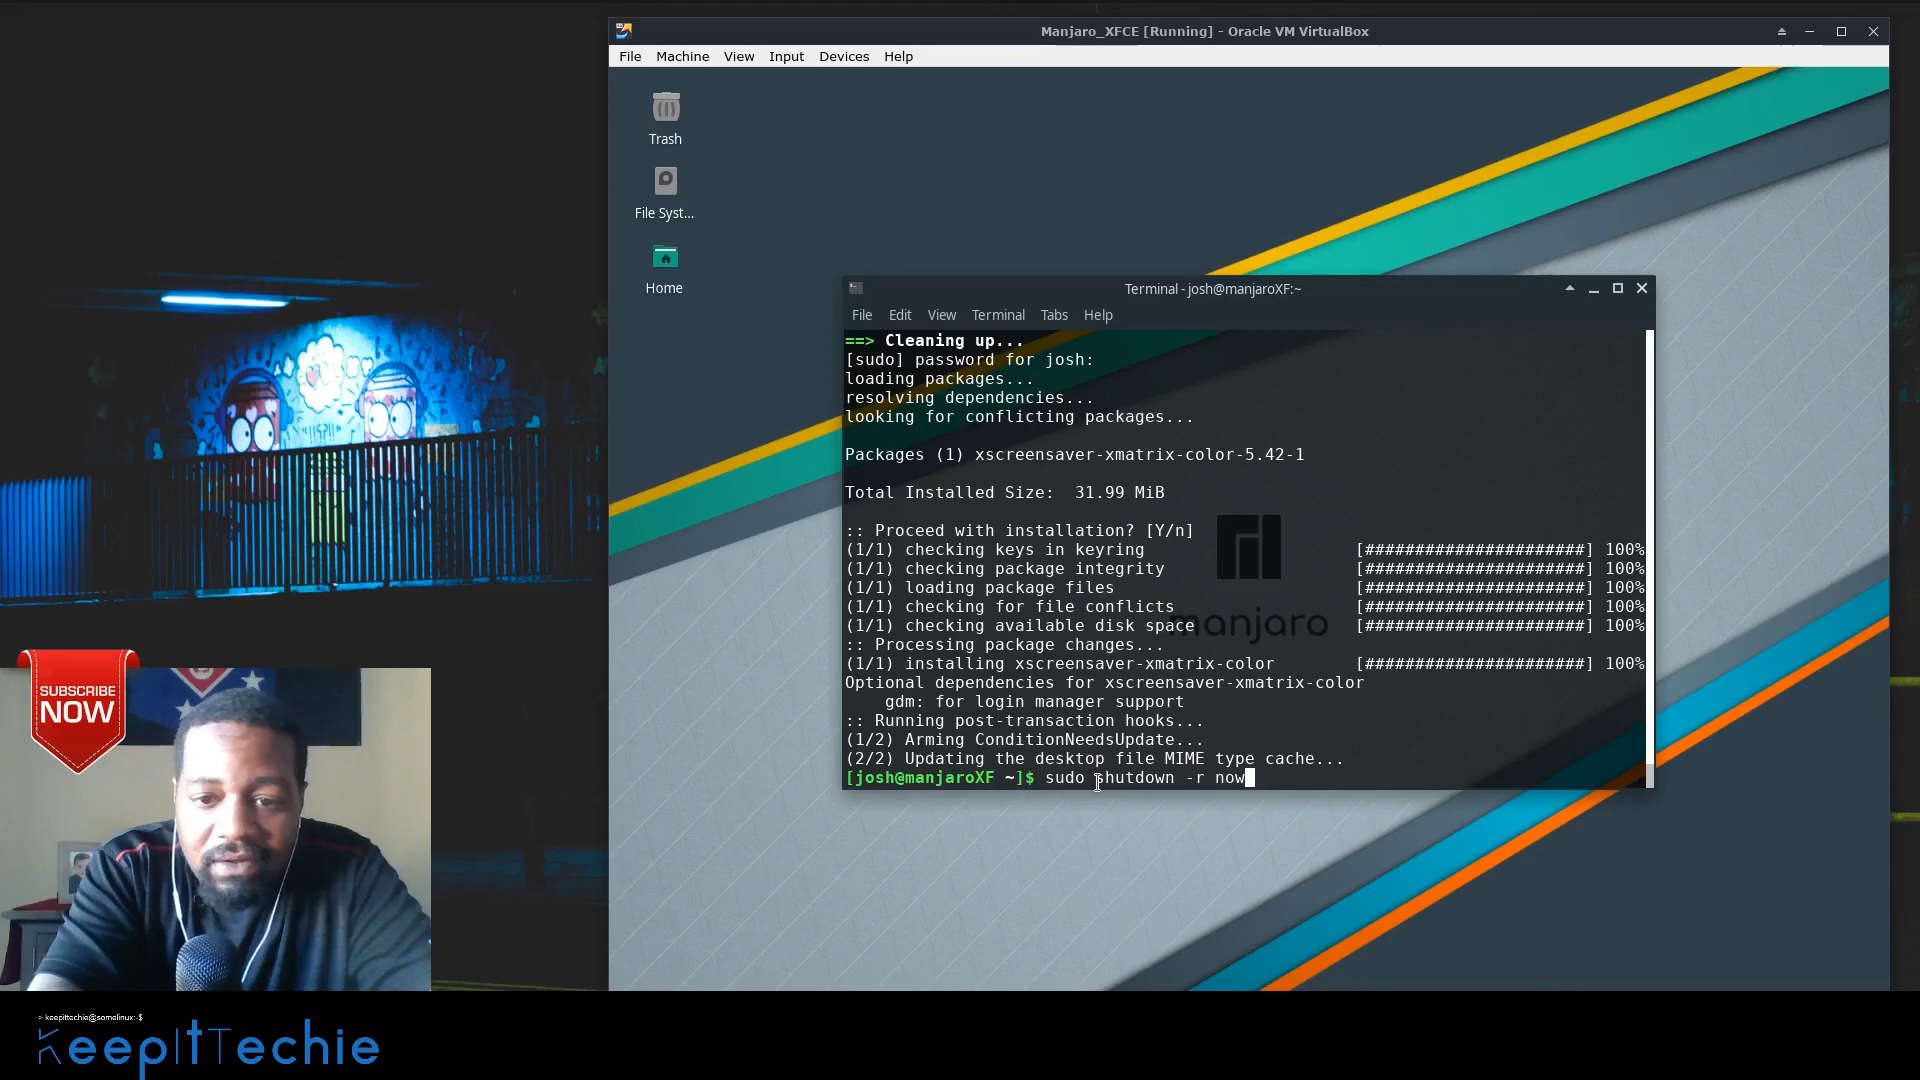 Manjaro_XFCE [Running] - Oracle VM VirtualBox
File Machine View Input Devices Help
Trash
File Syst...
Home
Terminal - josh@manjaroXF:~
File Edit View Terminal Tabs Help
==> Cleaning up...
[sudo] password for josh:
loading packages...
resolving dependencies...
looking for conflicting packages...
Packages (1) xscreensaver-xmatrix-color-5.42-1
Total Installed Size:  31.99 MiB
:: Proceed with installation? [Y/n]
(1/1) checking keys in keyring [######################] 100%
(1/1) checking package integrity [######################] 100%
(1/1) loading package files [######################] 100%
(1/1) checking for file conflicts [######################] 100%
(1/1) checking available disk space [######################] 100%
:: Processing package changes...
(1/1) installing xscreensaver-xmatrix-color [######################] 100%
Optional dependencies for xscreensaver-xmatrix-color
gdm: for login manager support
:: Running post-transaction hooks...
(1/2) Arming ConditionNeedsUpdate...
(2/2) Updating the desktop file MIME type cache...
[josh@manjaroXF ~]$ sudo shutdown -r now
manjaro
SUBSCRIBE
NOW
> keepittechie@somelinux:-$
KeepItTechie